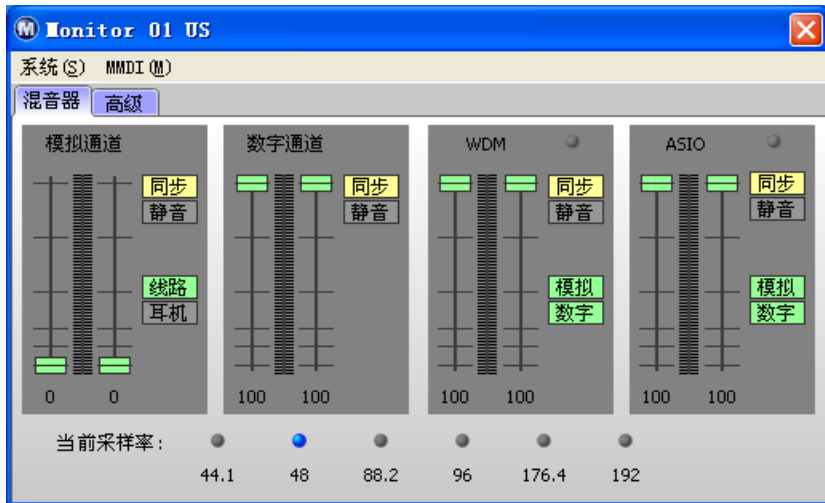 Monitor 01 US
系统(S) MMDI(M)
混音器 高级
模拟通道 数字通道 WDM ASIO
同步 同步 同步 同步
静音 静音 静音 静音
线路 模拟 模拟
耳机 数字 数字
0 0 100 100 100 100 100 100
当前采样率:
44.1 48 88.2 96 176.4 192